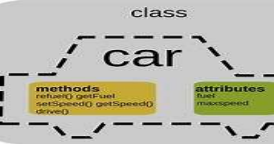 class
car
methods
refuel() getFuel
setSpeed() getSpeed()
drive()
attributes
fuel
maxspeed